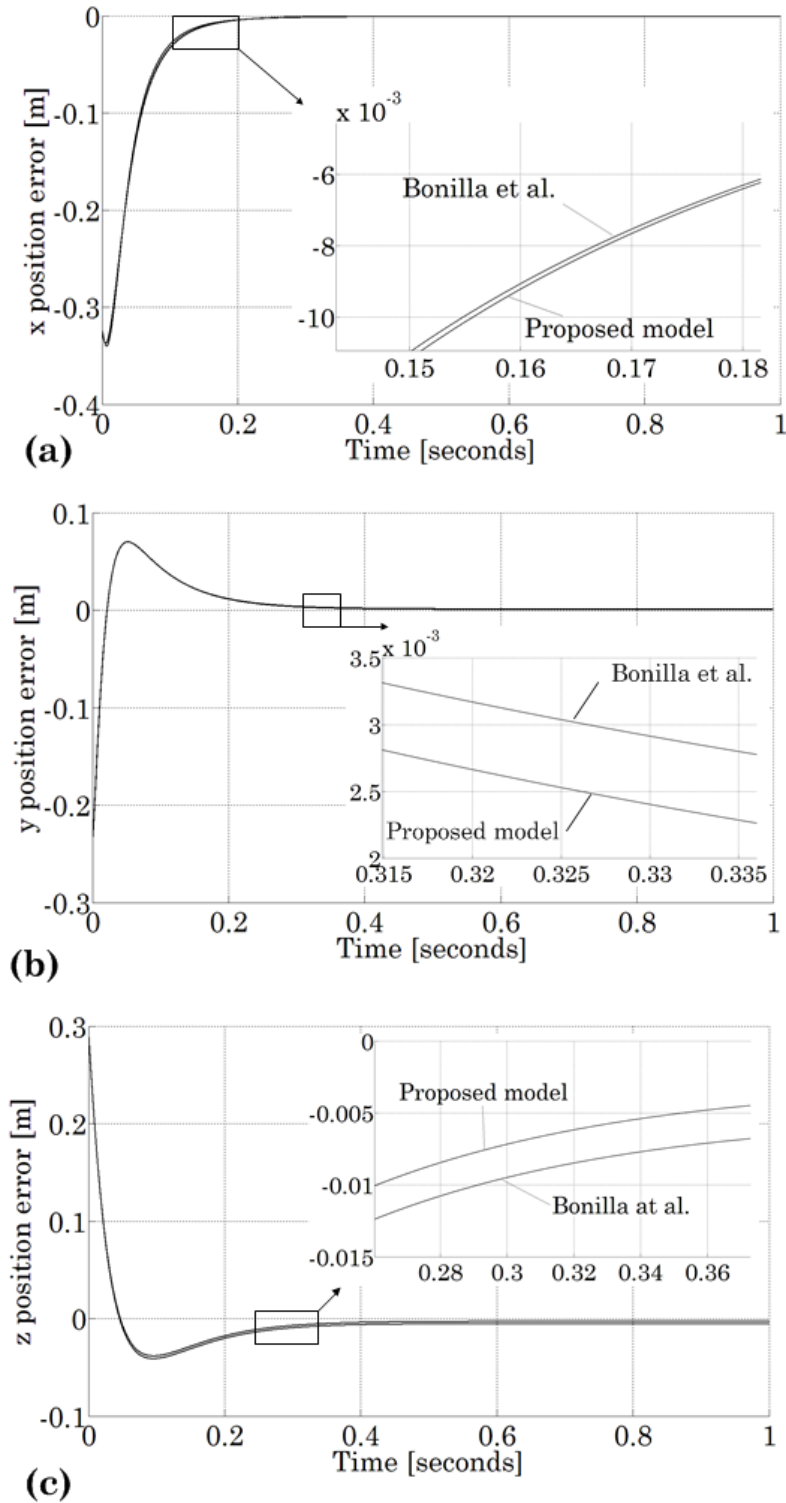 0
-0.1
-0.2
-0.3
-0.4
x position error [m]
x 10-3
-6
-8
-10
Bonilla et al.
Proposed model
0.15 0.16 0.17 0.18
0 0.2 0.4 0.6 0.8 1
Time [seconds]
(a)
0.1
0
-0.1
-0.2
-0.3
y position error [m]
x 10-3
3.5
3
2.5
2
Bonilla et al.
Proposed model
0.315 0.32 0.325 0.33 0.335
0 0.2 0.4 0.6 0.8 1
Time [seconds]
(b)
0.3
0.2
0.1
0
-0.1
z position error [m]
0
-0.005
-0.01
-0.015
Proposed model
Bonilla at al.
0.28 0.3 0.32 0.34 0.36
0 0.2 0.4 0.6 0.8 1
Time [seconds]
(c)